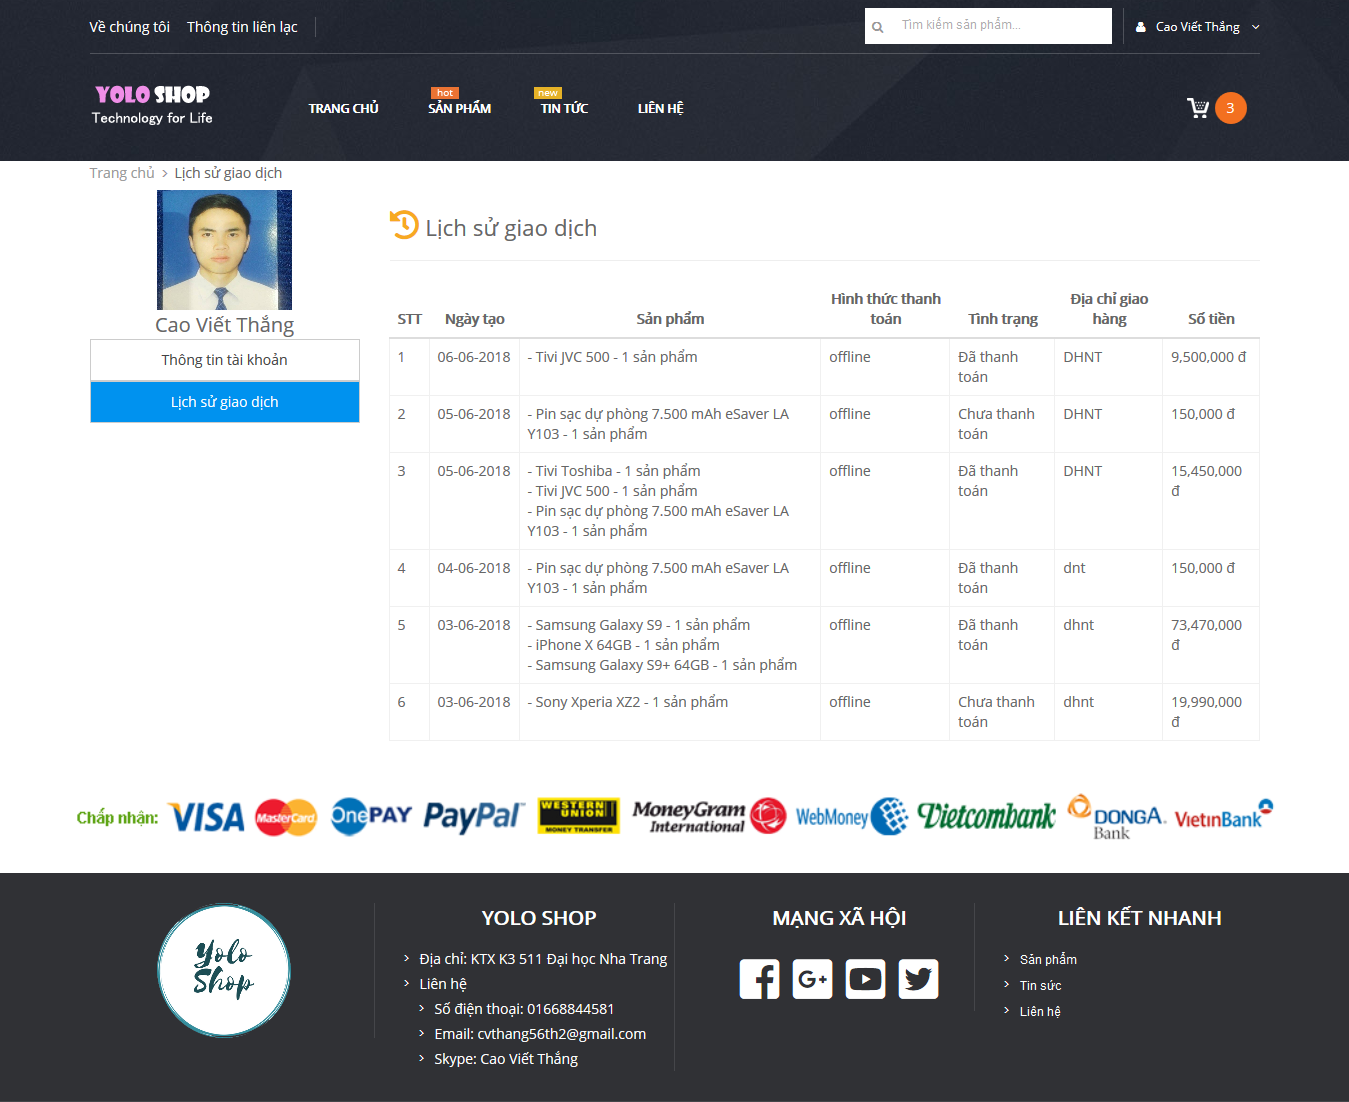 Về chúng tôi Thông tin liên lạc
Tìm kiếm sản phẩm...
Cao Viết Thắng
YOLO SHOP
Technology for Life
TRANG CHỦ
hot
SẢN PHẨM
new
TIN TỨC
LIÊN HỆ
3
Trang chủ > Lịch sử giao dịch
Cao Viết Thắng
Thông tin tài khoản
Lịch sử giao dịch
Lịch sử giao dịch
STT Ngày tạo Sản phẩm Hình thức thanh toán Tình trạng Địa chỉ giao hàng Số tiền
1 06-06-2018 - Tivi JVC 500 - 1 sản phẩm offline Đã thanh toán DHNT 9,500,000 đ
2 05-06-2018 - Pin sạc dự phòng 7.500 mAh eSaver LA Y103 - 1 sản phẩm offline Chưa thanh toán DHNT 150,000 đ
3 05-06-2018 - Tivi Toshiba - 1 sản phẩm
- Tivi JVC 500 - 1 sản phẩm
- Pin sạc dự phòng 7.500 mAh eSaver LA Y103 - 1 sản phẩm offline Đã thanh toán DHNT 15,450,000 đ
4 04-06-2018 - Pin sạc dự phòng 7.500 mAh eSaver LA Y103 - 1 sản phẩm offline Đã thanh toán dnt 150,000 đ
5 03-06-2018 - Samsung Galaxy S9 - 1 sản phẩm
- iPhone X 64GB - 1 sản phẩm
- Samsung Galaxy S9+ 64GB - 1 sản phẩm offline Đã thanh toán dhnt 73,470,000 đ
6 03-06-2018 - Sony Xperia XZ2 - 1 sản phẩm offline Chưa thanh toán dhnt 19,990,000 đ
Chấp nhận: VISA MasterCard OnePAY PayPal WESTERN UNION MONEY TRANSFER MoneyGram International WebMoney Vietcombank DONGA Bank VietinBank
Yolo
Shop
YOLO SHOP
Địa chỉ: KTX K3 511 Đại học Nha Trang
Liên hệ
Số điện thoại: 01668844581
Email: cvthang56th2@gmail.com
Skype: Cao Viết Thắng
MẠNG XÃ HỘI
G+
LIÊN KẾT NHANH
Sản phẩm
Tin sức
Liên hệ